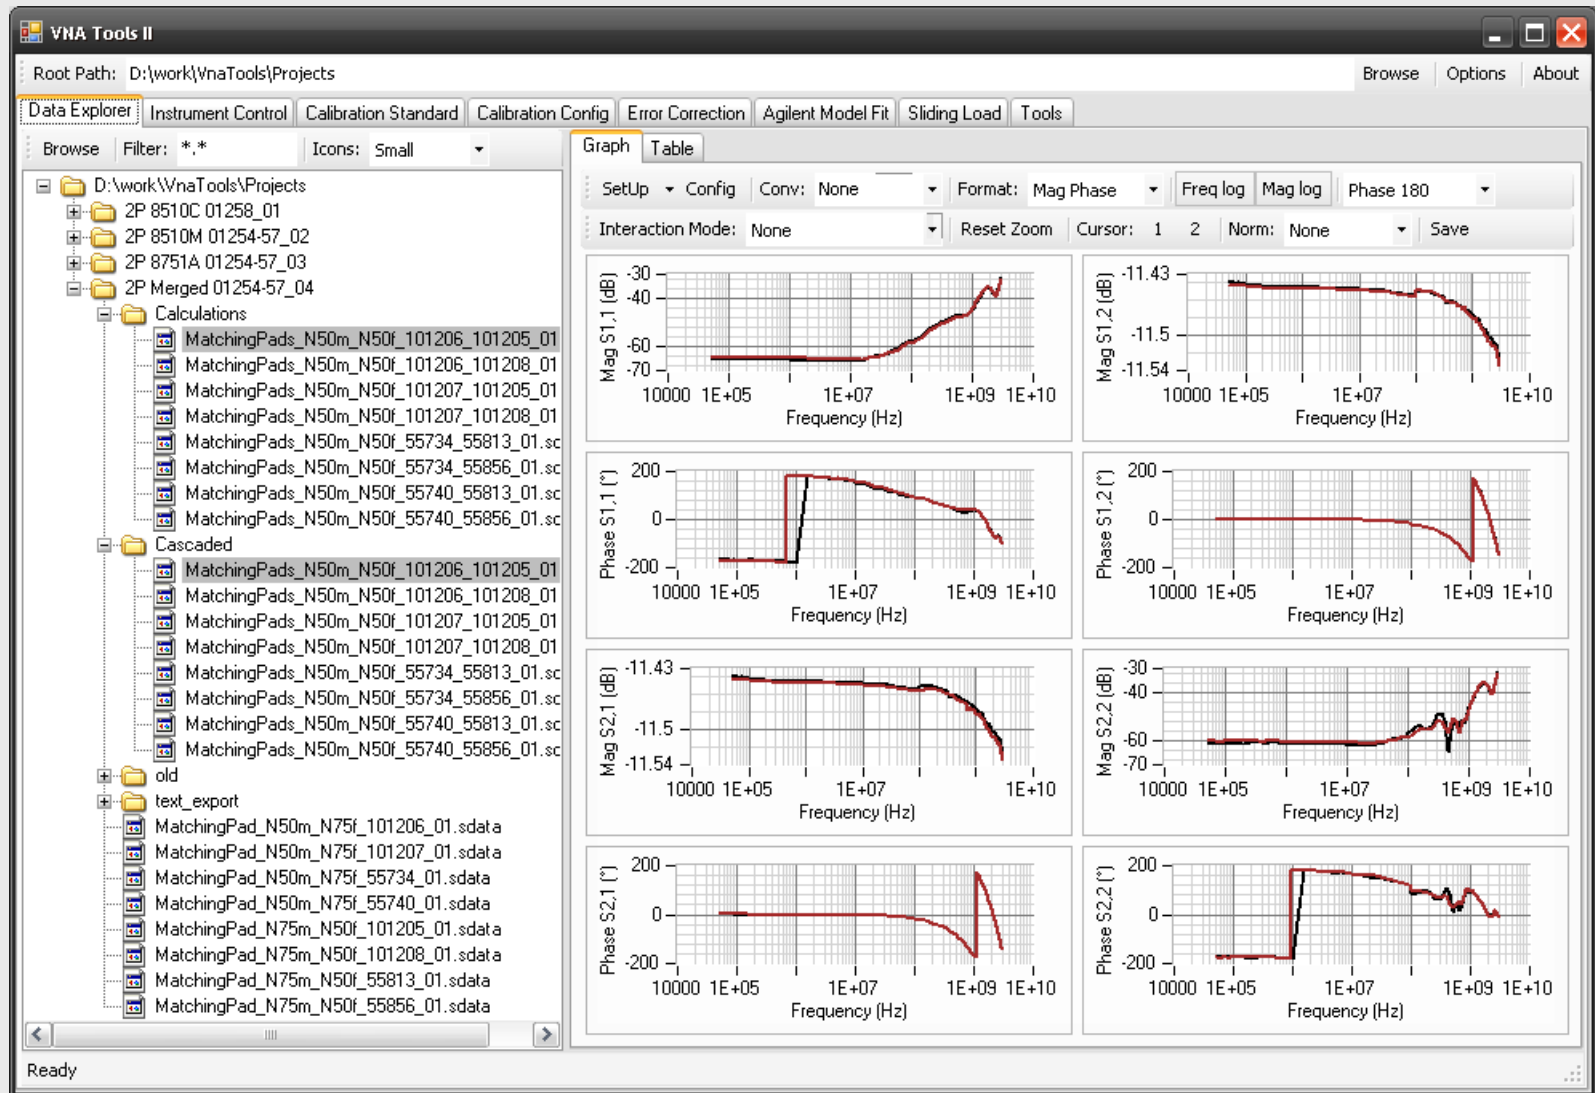 VNA Tools II
Root Path: D:\work\VnaTools\Projects Browse Options About
Data Explorer Instrument Control Calibration Standard Calibration Config Error Correction Agilent Model Fit Sliding Load Tools
Browse Filter: *.* Icons: Small
D:\work\VnaTools\Projects
2P 8510C 01258_01
2P 8510M 01254-57_02
2P 8751A 01254-57_03
2P Merged 01254-57_04
Calculations
MatchingPads_N50m_N50f_101206_101205_01
MatchingPads_N50m_N50f_101206_101208_01
MatchingPads_N50m_N50f_101207_101205_01
MatchingPads_N50m_N50f_101207_101208_01
MatchingPads_N50m_N50f_55734_55813_01.sc
MatchingPads_N50m_N50f_55734_55856_01.sc
MatchingPads_N50m_N50f_55740_55813_01.sc
MatchingPads_N50m_N50f_55740_55856_01.sc
Cascaded
MatchingPads_N50m_N50f_101206_101205_01
MatchingPads_N50m_N50f_101206_101208_01
MatchingPads_N50m_N50f_101207_101205_01
MatchingPads_N50m_N50f_101207_101208_01
MatchingPads_N50m_N50f_55734_55813_01.sc
MatchingPads_N50m_N50f_55734_55856_01.sc
MatchingPads_N50m_N50f_55740_55813_01.sc
MatchingPads_N50m_N50f_55740_55856_01.sc
old
text_export
MatchingPad_N50m_N75f_101206_01.sdata
MatchingPad_N50m_N75f_101207_01.sdata
MatchingPad_N50m_N75f_55734_01.sdata
MatchingPad_N50m_N75f_55740_01.sdata
MatchingPad_N75m_N50f_101205_01.sdata
MatchingPad_N75m_N50f_101208_01.sdata
MatchingPad_N75m_N50f_55813_01.sdata
MatchingPad_N75m_N50f_55856_01.sdata
Graph Table
SetUp Config Conv: None Format: Mag Phase Freq log Mag log Phase 180
Interaction Mode: None Reset Zoom Cursor: 1 2 Norm: None Save
Mag S1,1 (dB)
-30
-40
-60
-70
10000 1E+05 1E+07 1E+09 1E+10
Frequency (Hz)
Mag S1,2 (dB)
-11.43
-11.5
-11.54
10000 1E+05 1E+07 1E+10
Frequency (Hz)
Phase S1,1 (°)
200
0
-200
10000 1E+05 1E+07 1E+09 1E+10
Frequency (Hz)
Phase S1,2 (°)
200
0
-200
10000 1E+05 1E+07 1E+09 1E+10
Frequency (Hz)
Mag S2,1 (dB)
-11.43
-11.5
-11.54
10000 1E+05 1E+07 1E+10
Frequency (Hz)
Mag S2,2 (dB)
-30
-40
-60
-70
10000 1E+05 1E+07 1E+09 1E+10
Frequency (Hz)
Phase S2,1 (°)
200
0
-200
10000 1E+05 1E+07 1E+09 1E+10
Frequency (Hz)
Phase S2,2 (°)
200
0
-200
10000 1E+05 1E+07 1E+09 1E+10
Frequency (Hz)
Ready